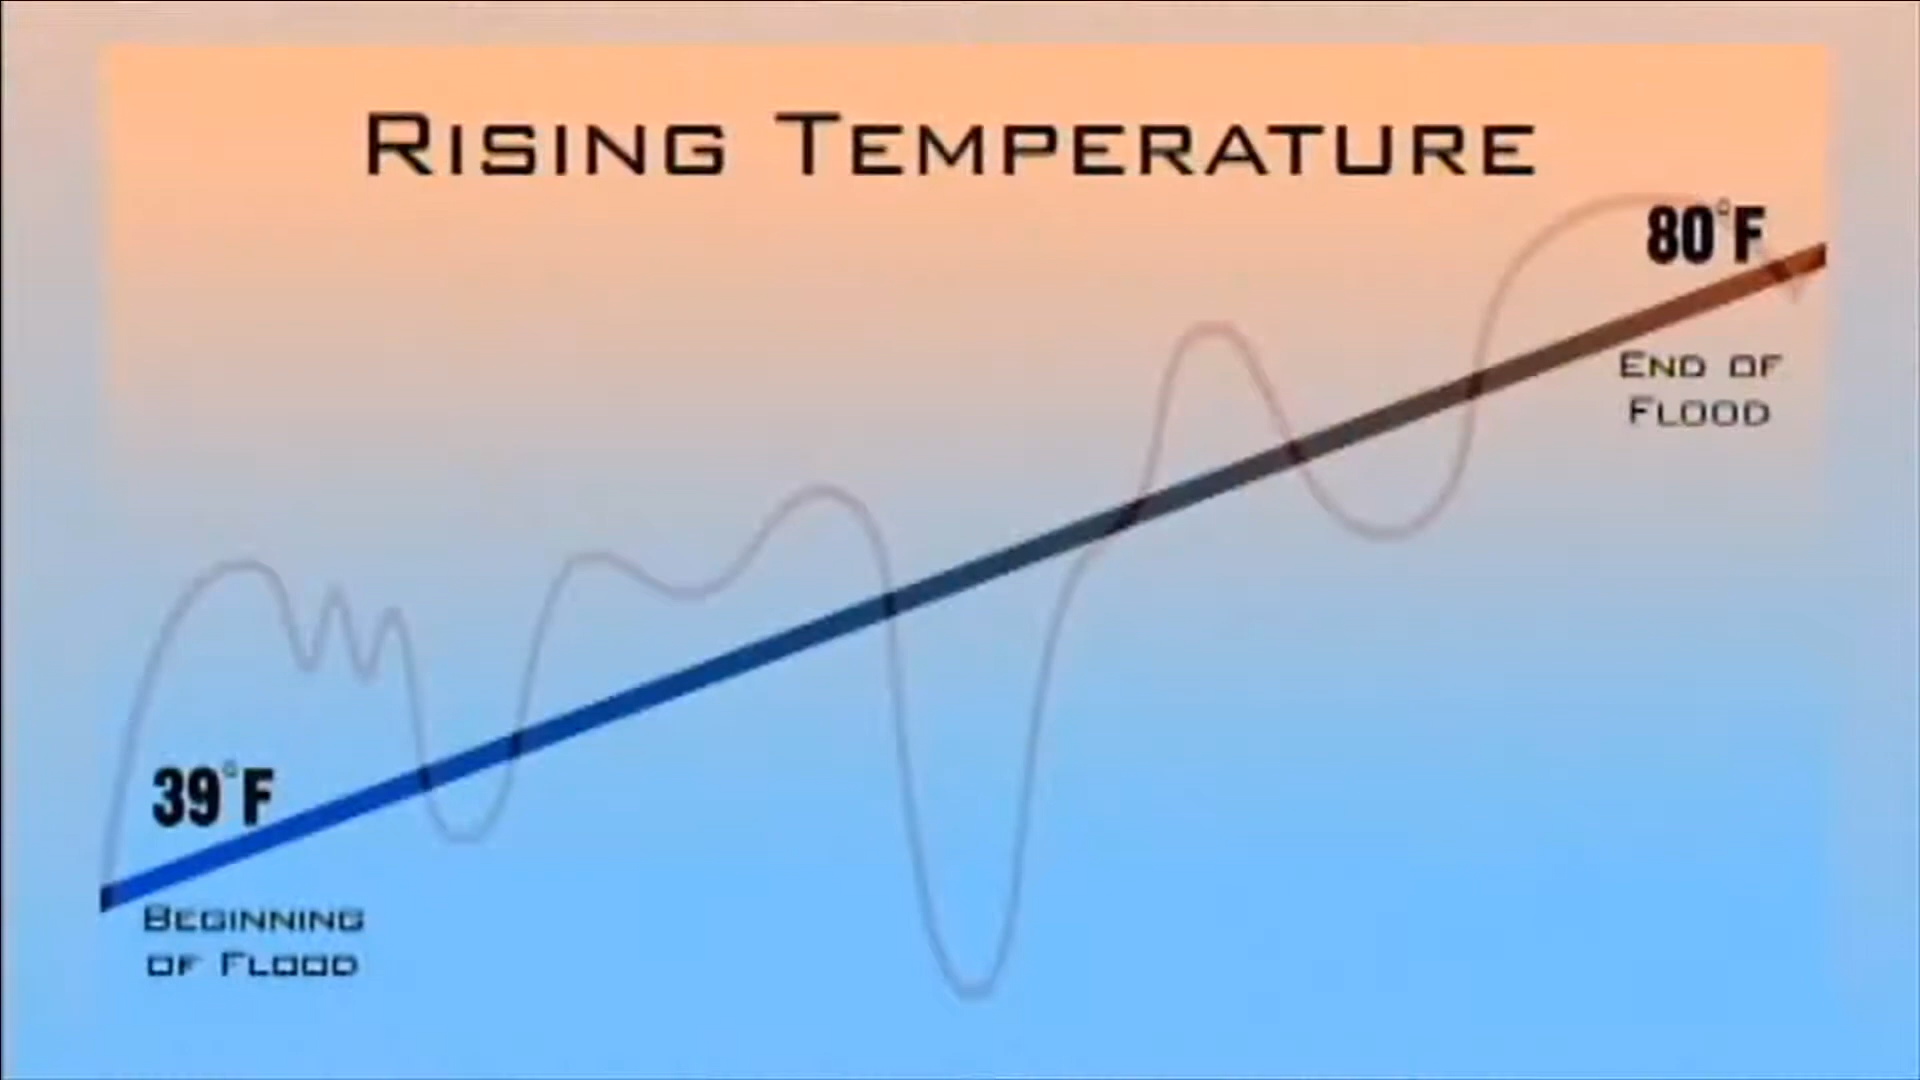 Rising Temperature
80°F
End of
Flood
39°F
Beginning
of Flood